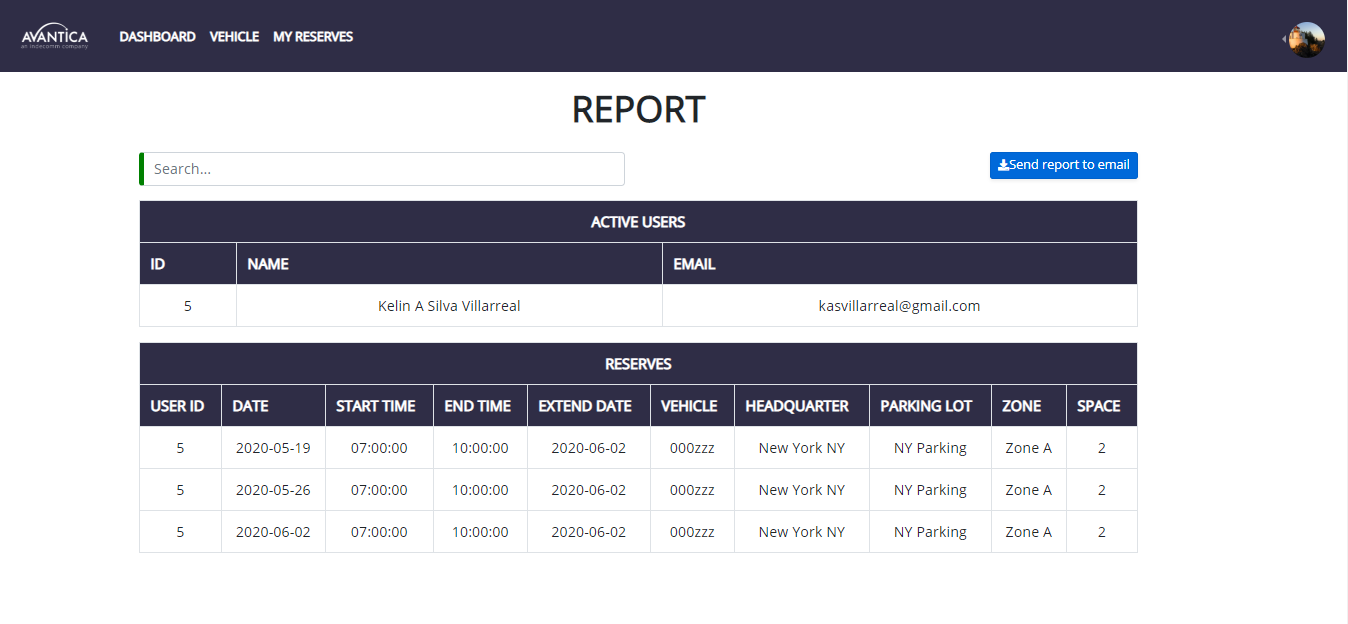 AVANTICA
an indecomm company
DASHBOARD VEHICLE MY RESERVES
REPORT
Search...
Send report to email
ACTIVE USERS
ID NAME EMAIL
5 Kelin A Silva Villarreal kasvillarreal@gmail.com
RESERVES
USER ID DATE START TIME END TIME EXTEND DATE VEHICLE HEADQUARTER PARKING LOT ZONE SPACE
5 2020-05-19 07:00:00 10:00:00 2020-06-02 000zzz New York NY NY Parking Zone A 2
5 2020-05-26 07:00:00 10:00:00 2020-06-02 000zzz New York NY NY Parking Zone A 2
5 2020-06-02 07:00:00 10:00:00 2020-06-02 000zzz New York NY NY Parking Zone A 2